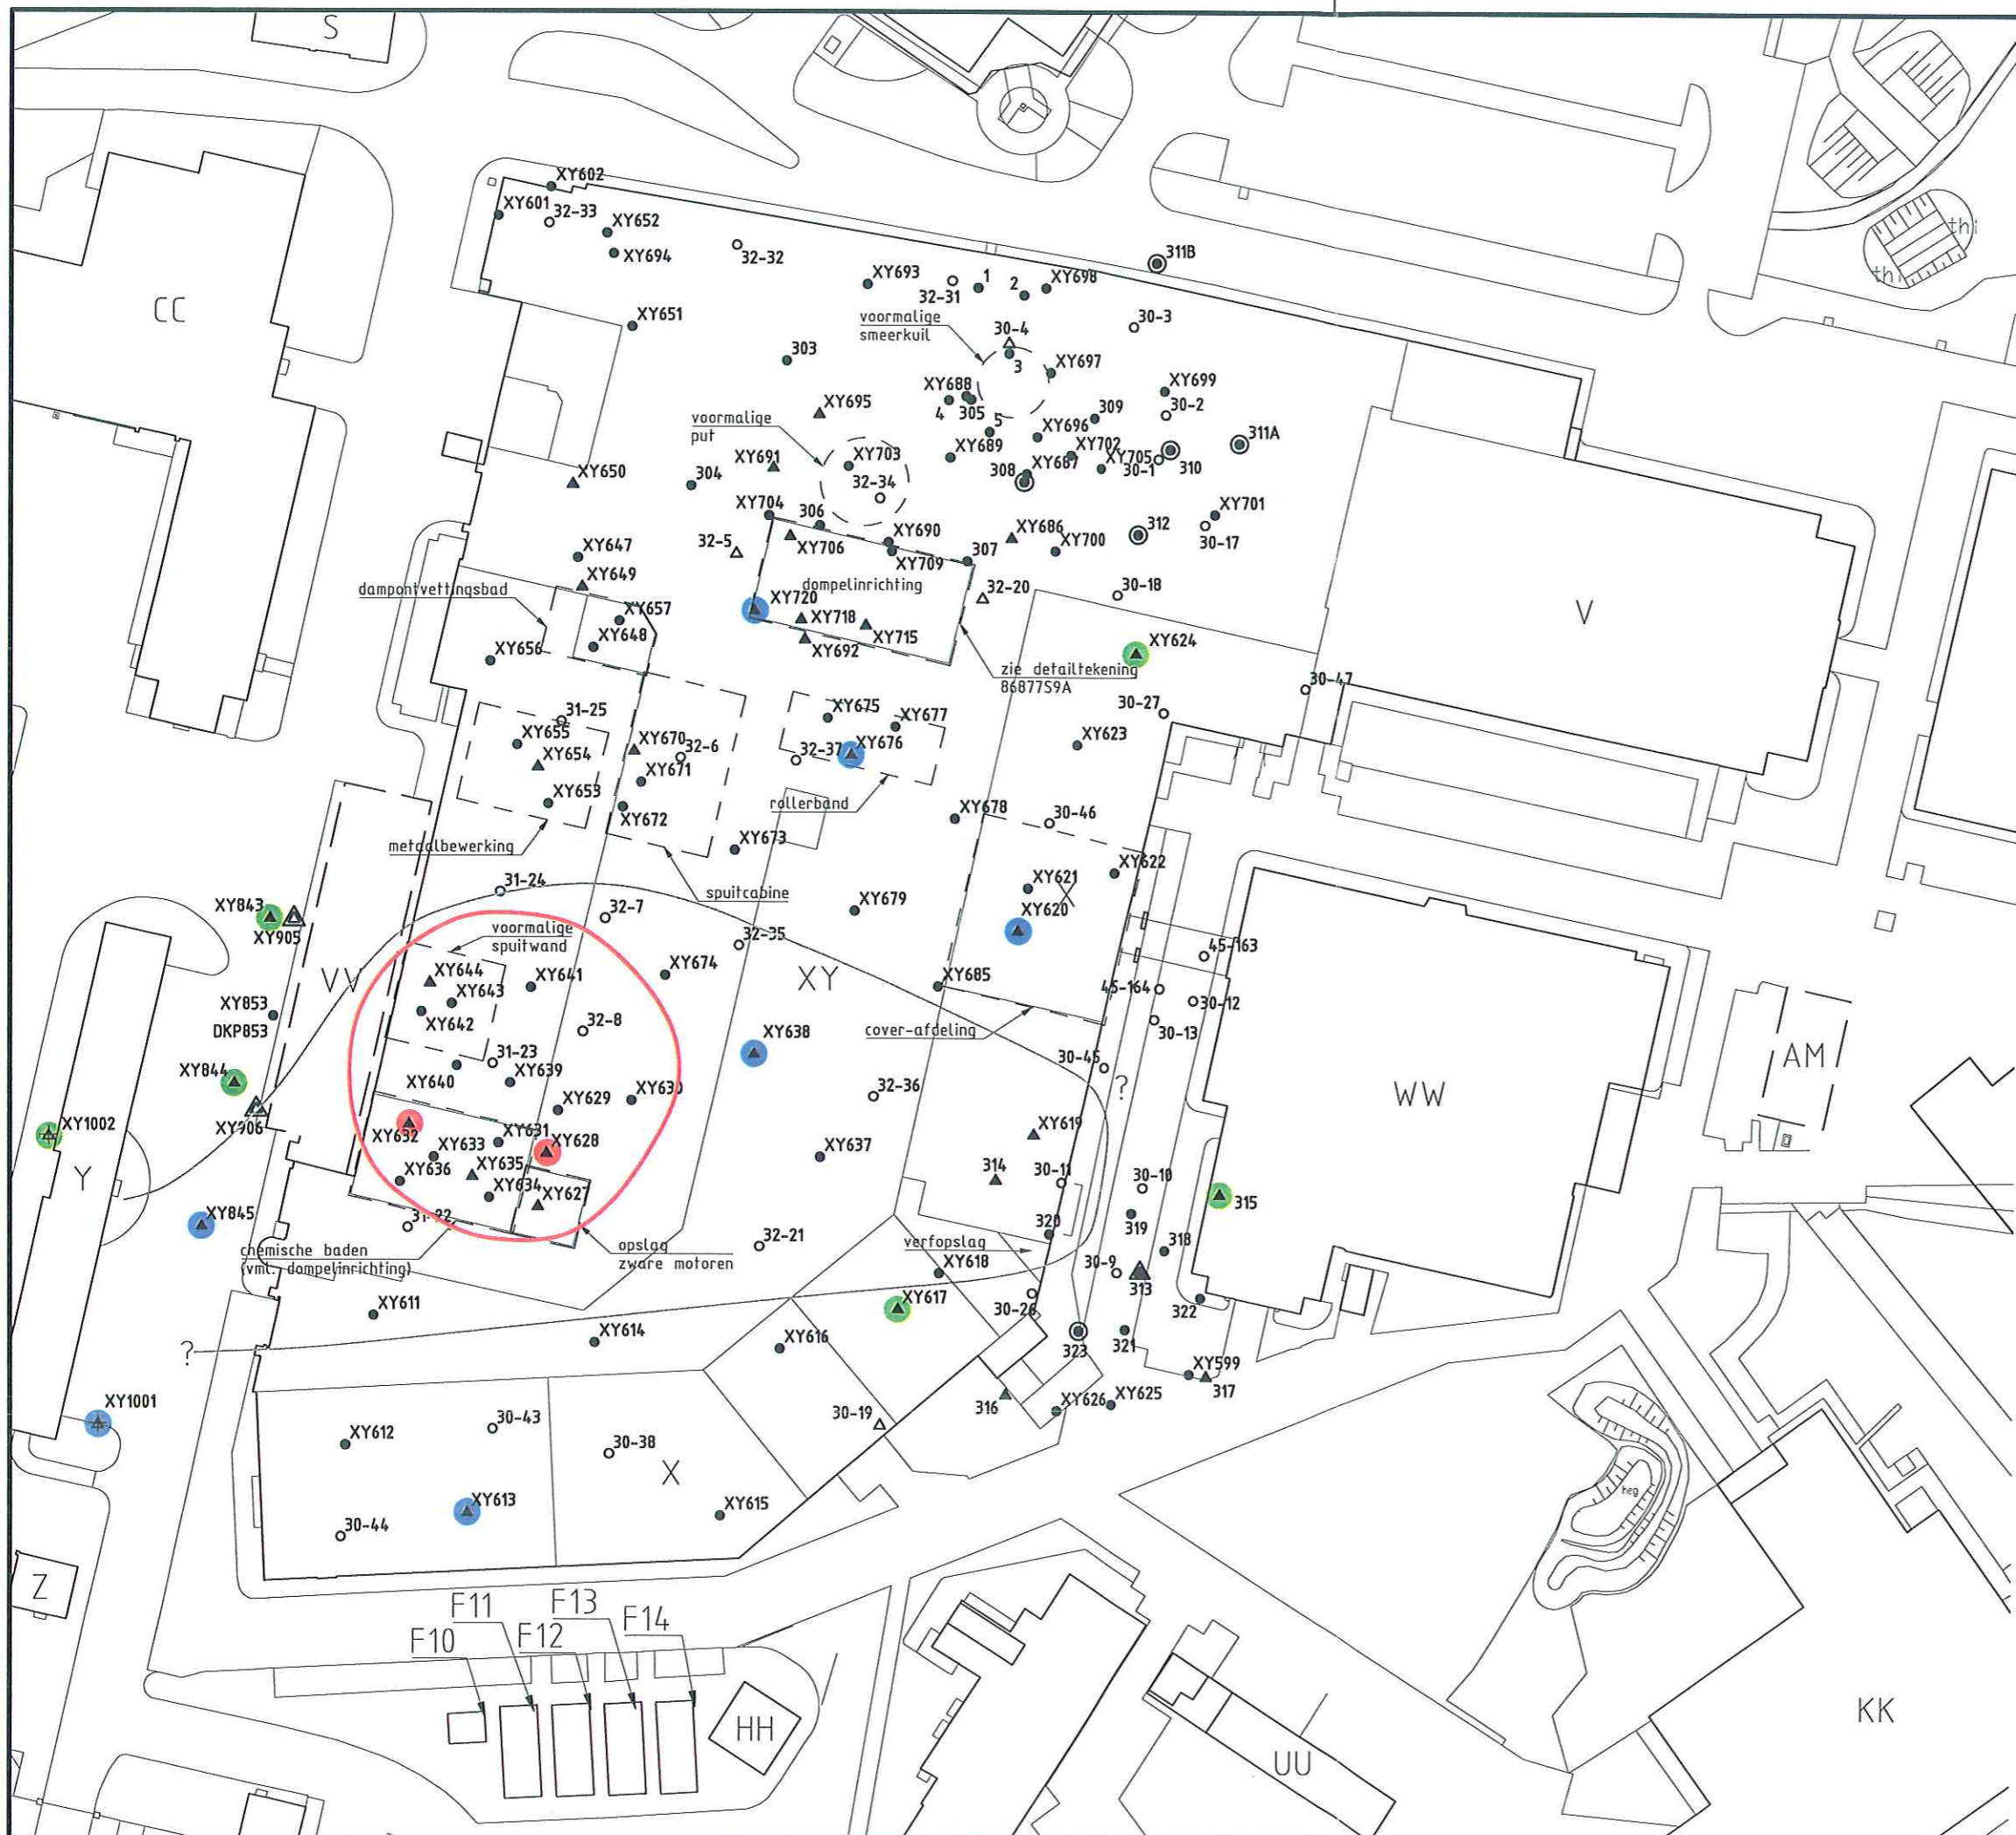 S
XY602
XY601
32-33
XY652
XY694
32-32
311B
thi
CC
XY693
32-31
1
2
XY698
voormalige
smeerkuil
30-4
30-3
XY651
303
3
XY697
XY688
4
305
XY699
30-2
309
XY695
voormalige
put
5
XY696
311A
XY691
XY703
XY689
XY702
XY705
30-1
310
XY650
304
32-34
308
XY687
XY704
306
XY701
XY690
XY686
312
30-17
XY647
32-5
XY706
XY709
307
XY700
XY649
dampontvettingsbad
dompelinrichting
32-20
30-18
XY657
XY720
XY718
XY715
V
XY648
XY692
XY656
XY624
zie detailtekening
86877S9A
30-47
31-25
XY675
XY677
30-27
XY655
XY670
32-6
32-37
XY676
XY623
XY654
XY671
XY653
XY672
rollerband
XY678
30-46
metaalbewerking
XY673
XY622
31-24
spuitcabine
XY621
XY843
XY679
XY620
32-7
XY905
voormalige
spuitwand
32-35
45-163
VV
XY644
XY641
XY674
XY
XY685
45-164
XY643
30-12
XY853
DKP853
XY642
32-8
XY638
cover-afdeling
30-13
AM
31-23
30-45
XY844
XY640
XY639
?
WW
XY629
XY630
32-36
XY906
XY1002
XY632
XY631
XY619
XY633
XY628
XY637
Y
XY636
XY635
314
30-11
30-10
XY634
XY627
315
XY845
31-22
320
319
chemische baden
(vml. dompelinrichting)
opslag
zware motoren
32-21
verfopslag
318
XY618
30-9
313
XY611
XY617
30-26
322
?
XY614
XY616
323
321
XY599
317
XY1001
30-43
30-19
316
XY626
XY625
XY612
30-38
X
heg
XY613
XY615
30-44
Z
F11
F13
F10
F12
F14
HH
UU
KK